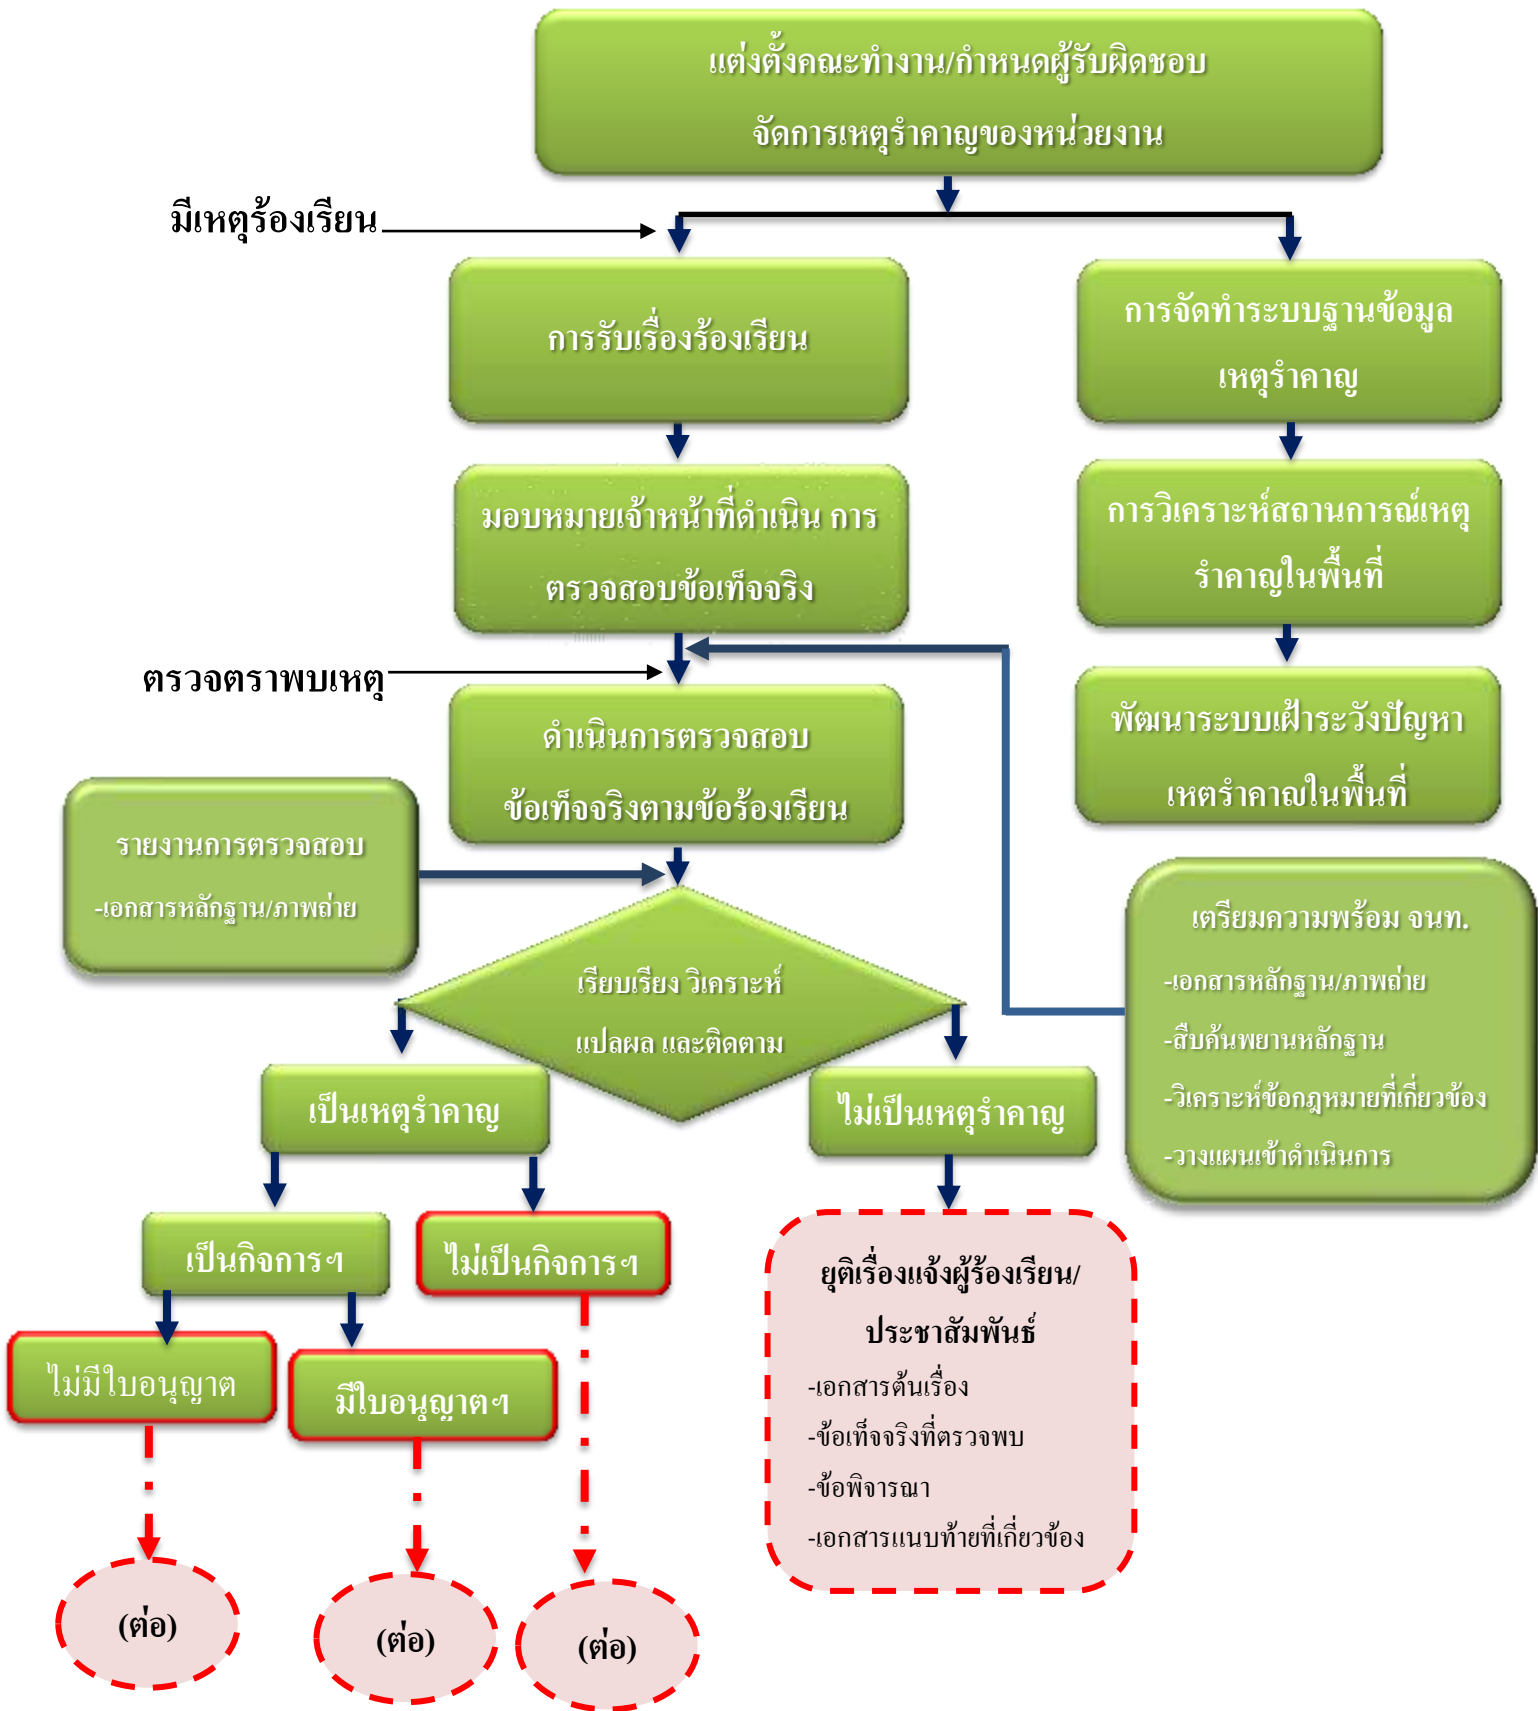 แต่งตั้งคณะทำงาน/กำหนดผู้รับผิดชอบ
จัดการเหตุรำคาญของหน่วยงาน
มีเหตุร้องเรียน
การรับเรื่องร้องเรียน
การจัดทำระบบฐานข้อมูล
เหตุรำคาญ
มอบหมายเจ้าหน้าที่ดำเนิน การ
ตรวจสอบข้อเท็จจริง
การวิเคราะห์สถานการณ์เหตุ
รำคาญในพื้นที่
ตรวจตราพบเหตุ
ดำเนินการตรวจสอบ
ข้อเท็จจริงตามข้อร้องเรียน
พัฒนาระบบเฝ้าระวังปัญหา
เหตุรำคาญในพื้นที่
รายงานการตรวจสอบ
-เอกสารหลักฐาน/ภาพถ่าย
เตรียมความพร้อม จนท.
-เอกสารหลักฐาน/ภาพถ่าย
-สืบค้นพยานหลักฐาน
-วิเคราะห์ข้อกฎหมายที่เกี่ยวข้อง
-วางแผนเข้าดำเนินการ
เรียบเรียง วิเคราะห์
แปลผล และติดตาม
เป็นเหตุรำคาญ
ไม่เป็นเหตุรำคาญ
เป็นกิจการฯ
ไม่เป็นกิจการฯ
ไม่มีใบอนุญาต
มีใบอนุญาตฯ
ยุติเรื่องแจ้งผู้ร้องเรียน/
ประชาสัมพันธ์
-เอกสารต้นเรื่อง
-ข้อเท็จจริงที่ตรวจพบ
-ข้อพิจารณา
-เอกสารแนบท้ายที่เกี่ยวข้อง
(ต่อ)
(ต่อ)
(ต่อ)